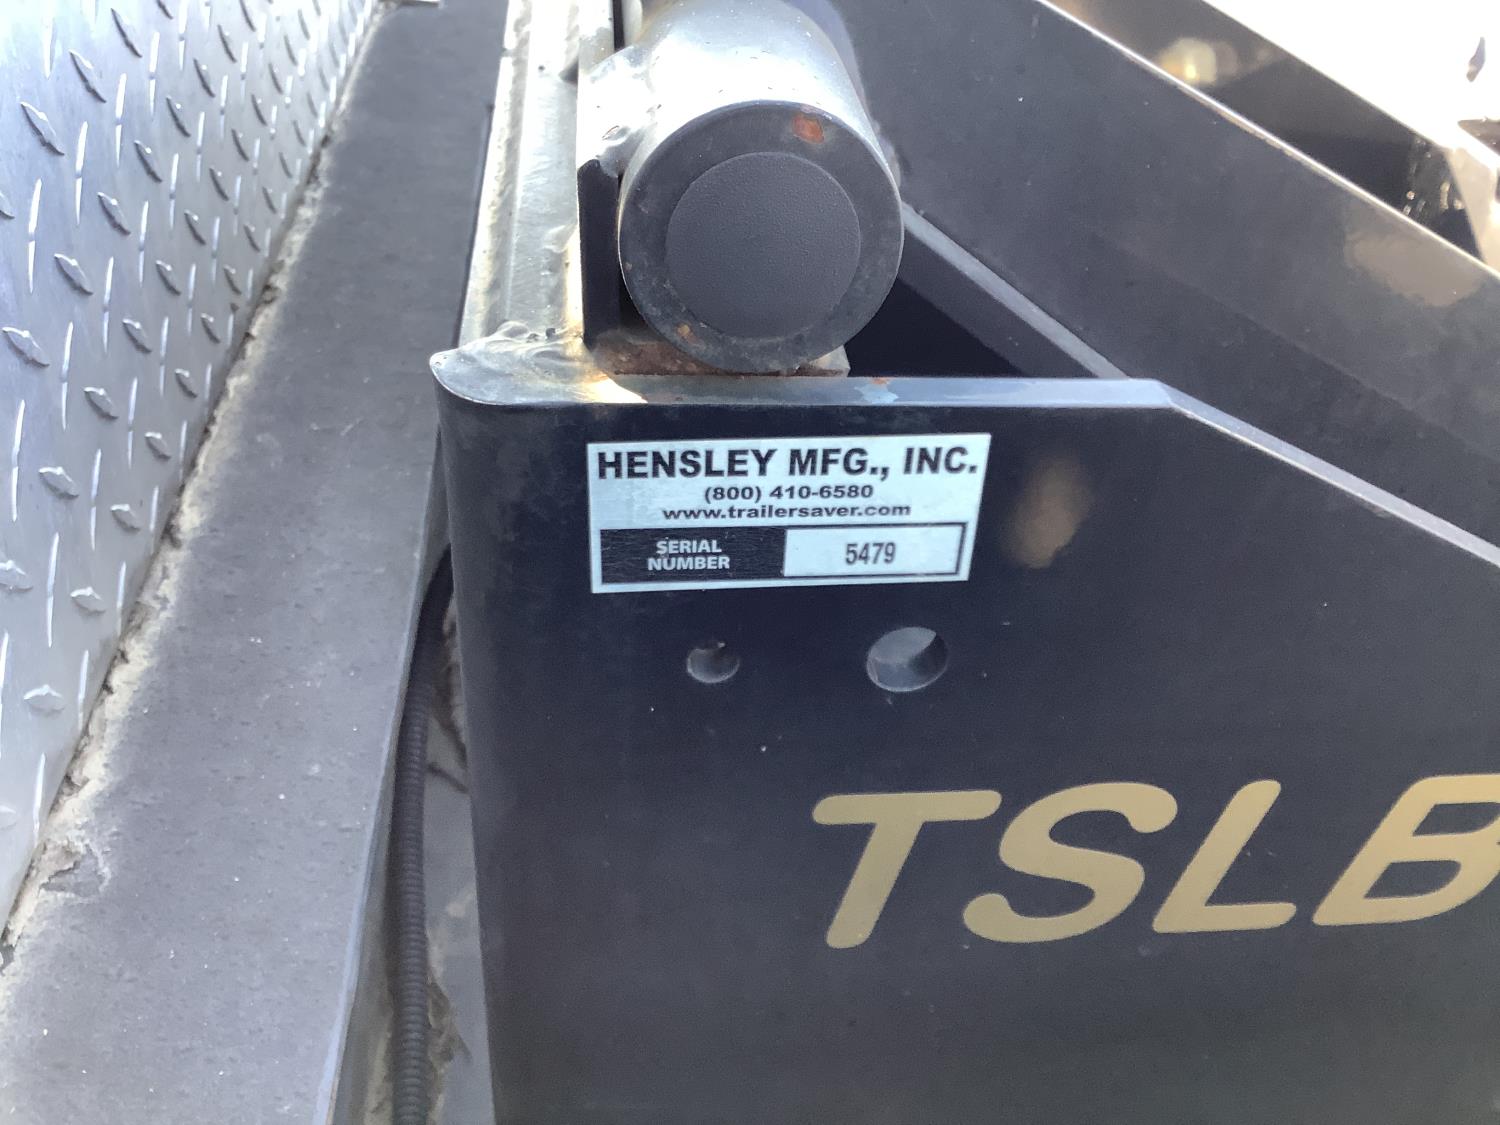 HENSLEY MFG., INC.
(800) 410-6580
www.trailersaver.com
SERIAL
NUMBER
5479
TSLB